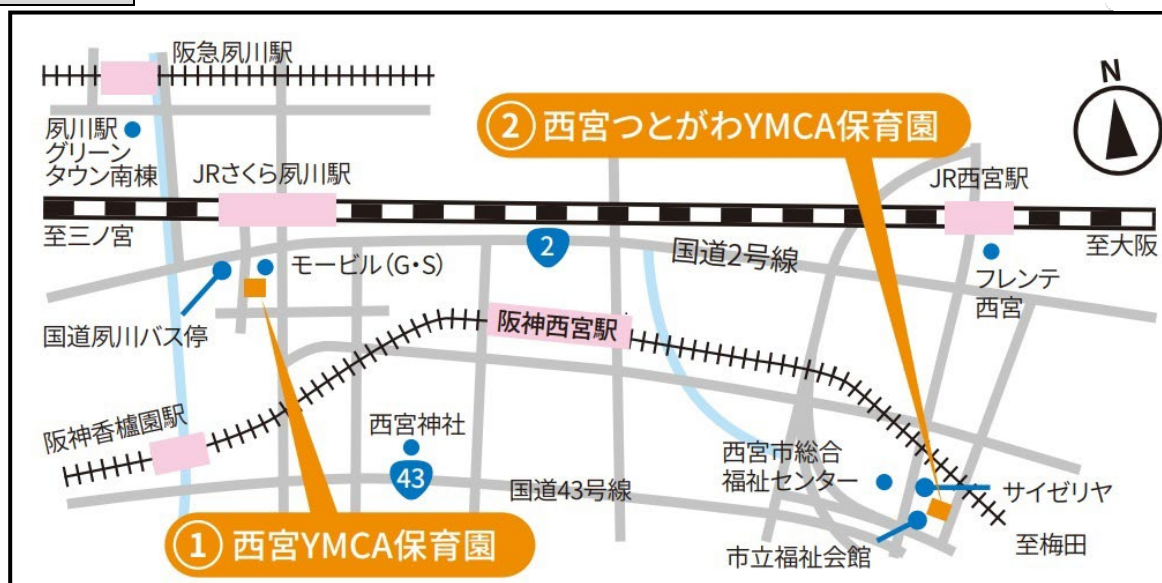 阪急夙川駅
N
② 西宮つとがわYMCA保育園
夙川駅
グリーン
タウン南棟
JRさくら夙川駅
JR西宮駅
至三ノ宮
2
国道2号線
至大阪
モービル(G・S)
フレンテ
西宮
国道夙川バス停
阪神西宮駅
阪神香櫨園駅
西宮神社
43
国道43号線
西宮市総合
福祉センター
サイゼリヤ
① 西宮YMCA保育園
市立福祉会館
至梅田